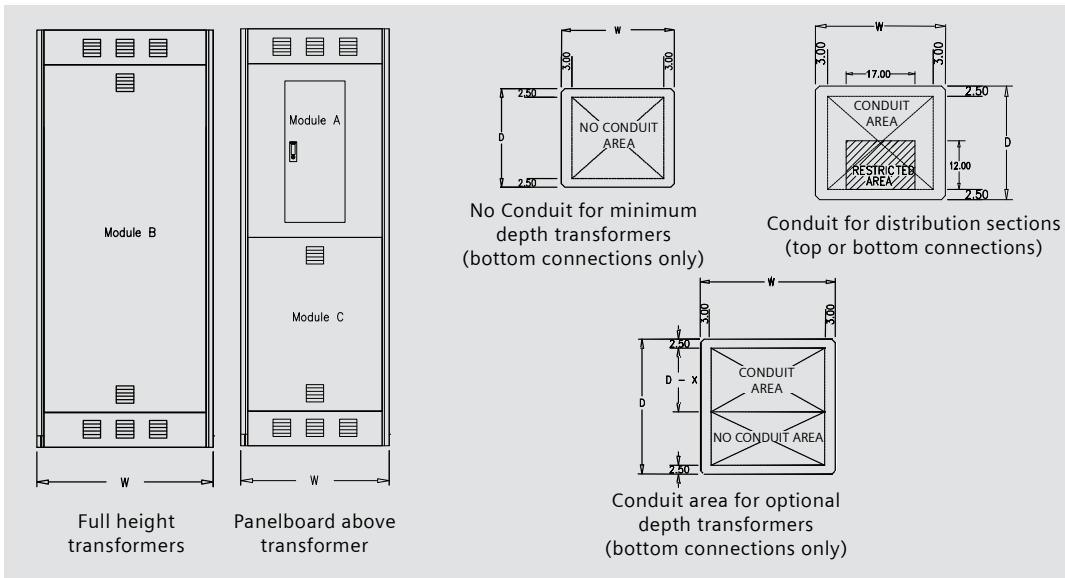 Module B
W
Full height
transformers
Module A
Module C
W
Panelboard above
transformer
W
3.00
3.00
2.50
D
NO CONDUIT
AREA
2.50
No Conduit for minimum
depth transformers
(bottom connections only)
W
3.00
3.00
17.00
2.50
CONDUIT
AREA
D
12.00
RESTRICTED
AREA
2.50
Conduit for distribution sections
(top or bottom connections)
W
3.00
3.00
2.50
D - X
CONDUIT
AREA
D
NO CONDUIT AREA
2.50
Conduit area for optional
depth transformers
(bottom connections only)